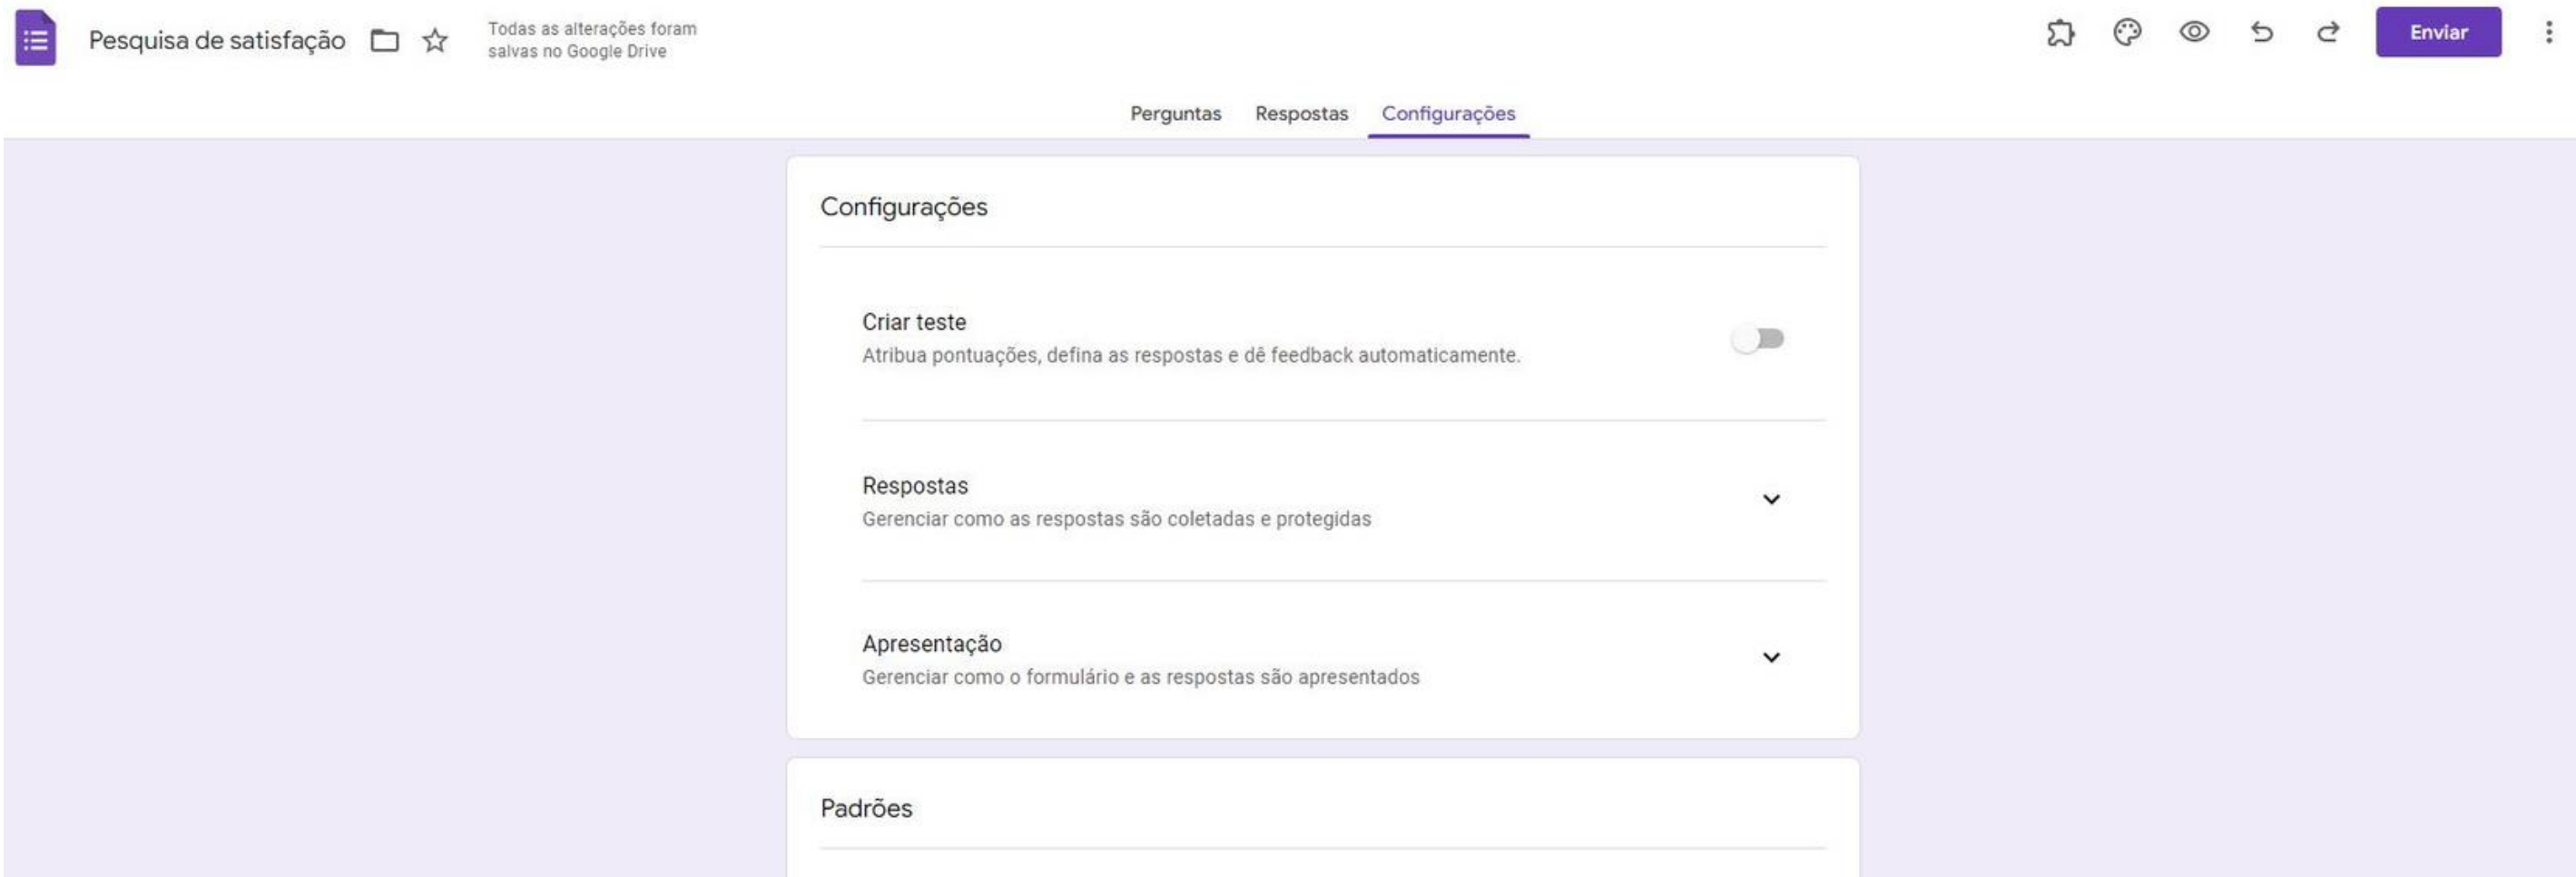 Pesquisa de satisfação
Todas as alterações foram
salvas no Google Drive
Enviar
Perguntas Respostas Configurações
Configurações
Criar teste
Atribua pontuações, defina as respostas e dê feedback automaticamente.
Respostas
Gerenciar como as respostas são coletadas e protegidas
Apresentação
Gerenciar como o formulário e as respostas são apresentados
Padrões